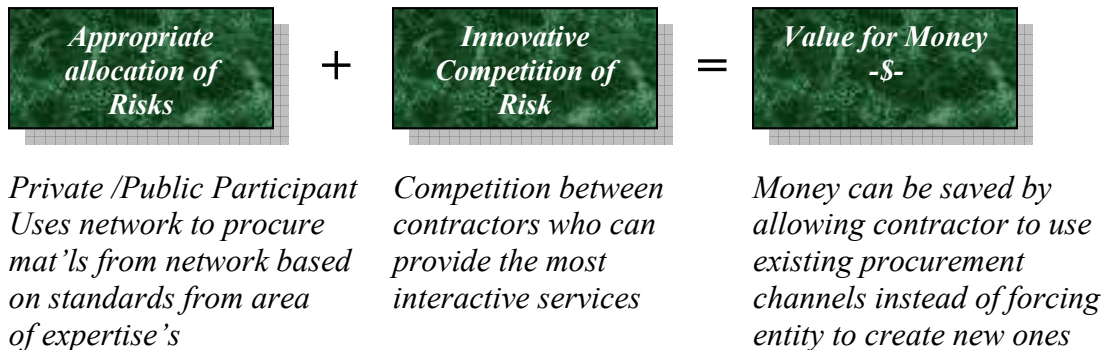 Appropriate
allocation of
Risks
+
Innovative
Competition of
Risk
=
Value for Money
-$-
Private /Public Participant
Uses network to procure
mat’ls from network based
on standards from area
of expertise’s
Competition between
contractors who can
provide the most
interactive services
Money can be saved by
allowing contractor to use
existing procurement
channels instead of forcing
entity to create new ones